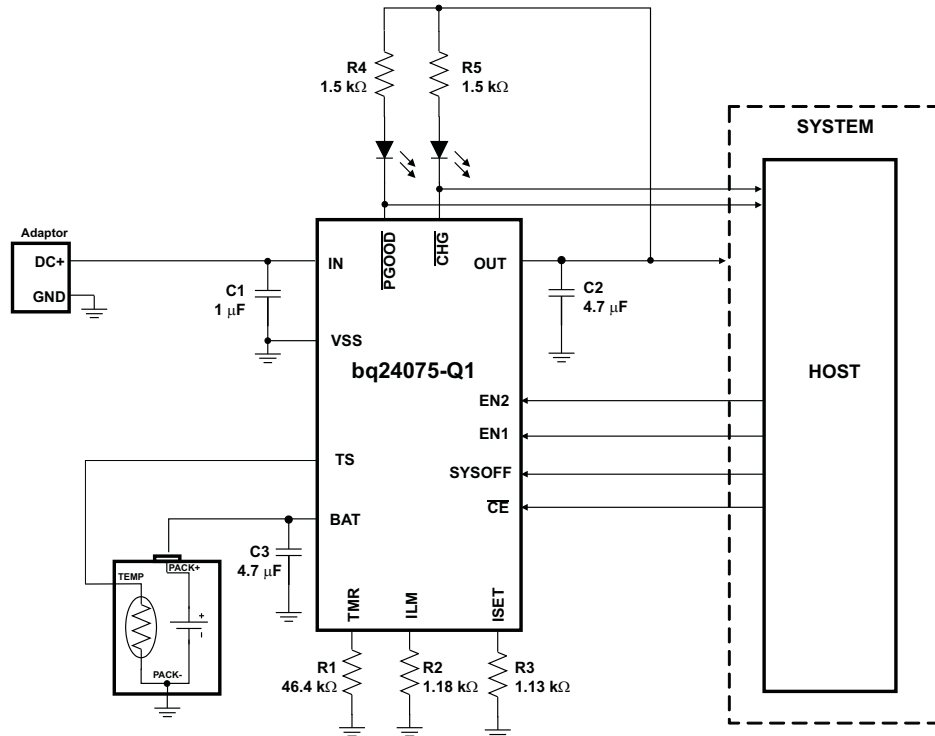 R4
1.5 kΩ
R5
1.5 kΩ
SYSTEM
Adaptor
DC+
GND
C1
1 μF
IN
PGOOD
CHG
OUT
C2
4.7 μF
VSS
bq24075-Q1
HOST
EN2
EN1
TS
SYSOFF
CE
BAT
C3
4.7 μF
TEMP
PACK+
+
–
PACK-
TMR
ILM
ISET
R1
46.4 kΩ
R2
1.18 kΩ
R3
1.13 kΩ